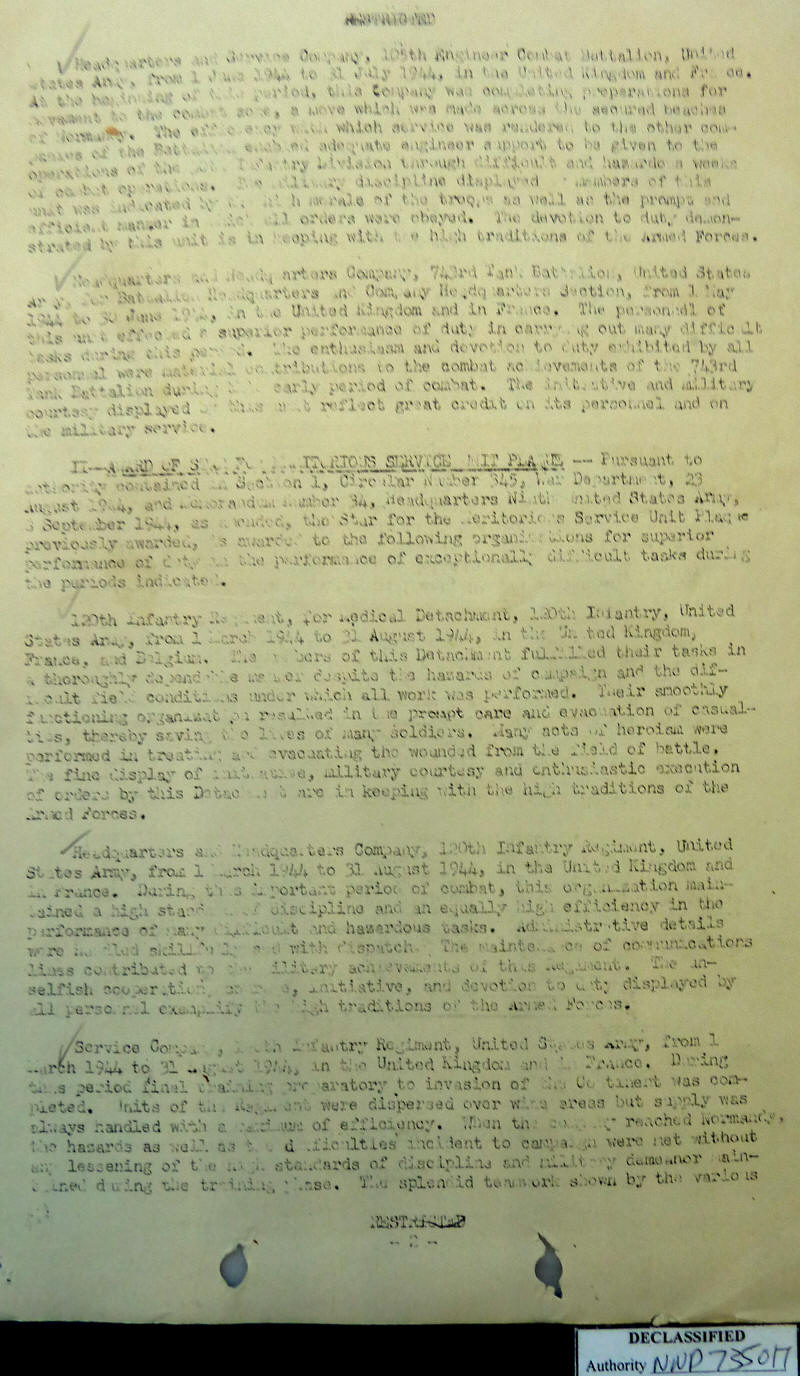 RESTRICTED
Headquarters and Service Company, 105th Engineer Combat Battalion, United
States Army, from 1 June 1944 to 31 July 1944, in the United Kingdom and France.
At the beginning of this period, this Company was completing preparations for
movement to the combat zone, a move which was made across the secured beaches
of Normandy. The efficiency with which service was rendered to the other com-
panies of the Battalion enabled adequate engineer support to be given to the
operations of the Infantry Division through difficult and hazardous weeks
of combat operations. The military discipline displayed members of this
unit was indicated by high morale of the troops as well as the prompt and
efficient manner in which all orders were obeyed. The devotion to duty demon-
strated by this unit is in keeping with the high traditions of the Armed Forces.
Headquarters and Headquarters Company, 743rd Tank Battalion, United States
Army, for Battalion Headquarters and Company Headquarters Section, from 1 May
1944 to 30 June 1944, in the United Kingdom and in France. The personnel of
this unit effected a superior performance of duty in carrying out many difficult
tasks during this period. The enthusiasm and devotion to duty exhibited by all
personnel were material contributions to the combat achievements of the 743rd
Tank Battalion during the early period of combat. The initiative and military
courtesy displayed by this unit reflect great credit on its personnel and on
the military service.
II--AWARD OF STAR FOR MERITORIOUS SERVICE UNIT PLAQUE -- Pursuant to
authority contained in Section 1, Circular Number 345, War Department, 23
August 1944, and Memorandum Number 34, Headquarters Ninth United States Army,
September 1944, as amended, the Star for the Meritorious Service Unit Plaque
previously awarded, is awarded to the following organizations for superior
performance of duty in the performance of exceptionally difficult tasks during
the periods indicated.
120th Infantry Regiment, for Medical Detachment, 120th Infantry, United
States Army, from 1 March 1944 to 31 August 1944, in the United Kingdom,
France, and Belgium. The members of this Detachment fulfilled their tasks in
a thoroughly dependable manner despite the hazards of campaign and the dif-
ficult field conditions under which all work was performed. Their smoothly
functioning organization resulted in the prompt care and evacuation of casual-
ties, thereby saving the lives of many soldiers. Many acts of heroism were
performed in treating and evacuating the wounded from the field of battle.
The fine display of initiative, military courtesy and enthusiastic execution
of orders by this Detachment are in keeping with the high traditions of the
Armed Forces.
Headquarters and Headquarters Company, 120th Infantry Regiment, United
States Army, from 1 March 1944 to 31 August 1944, in the United Kingdom and
in France. During this important period of combat, this organization main-
tained a high standard of discipline and an equally high efficiency in the
performance of many difficult and hazardous tasks. Administrative details
were handled skillfully and with dispatch. The maintenance of communications
lines contributed to the military achievements of this Regiment. The un-
selfish cooperation, initiative, and devotion to duty displayed by
all personnel exemplify the high traditions of the Armed Forces.
Service Company, Infantry Regiment, United States Army, from 1
March 1944 to 31 August 1944, in the United Kingdom and in France. During
this period final training preparatory to invasion of the Continent was com-
pleted. Units of the Regiment were dispersed over wide areas but supply was
always handled with a maximum of efficiency. When the company reached Normandy,
the hazards as well as the difficulties incident to campaign were met without
any lessening of the high standards of discipline and military demeanor main-
tained during the training phase. The splendid teamwork shown by the various
RESTRICTED
-- 2 --
DECLASSIFIED
Authority NND 735017